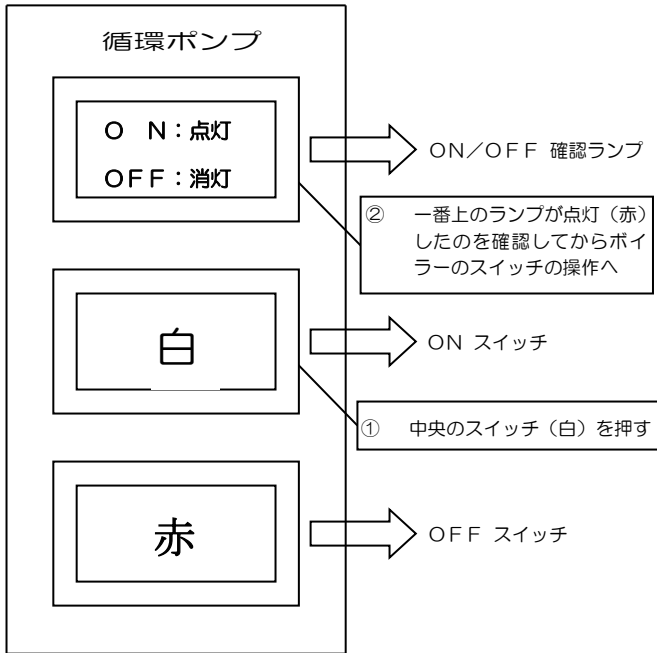 循環ポンプ
ＯＮ：点灯
ＯＦＦ：消灯
ＯＮ／ＯＦＦ 確認ランプ
② 一番上のランプが点灯（赤）
したのを確認してからボイ
ラーのスイッチの操作へ
白
ＯＮ スイッチ
① 中央のスイッチ（白）を押す
赤
ＯＦＦ スイッチ